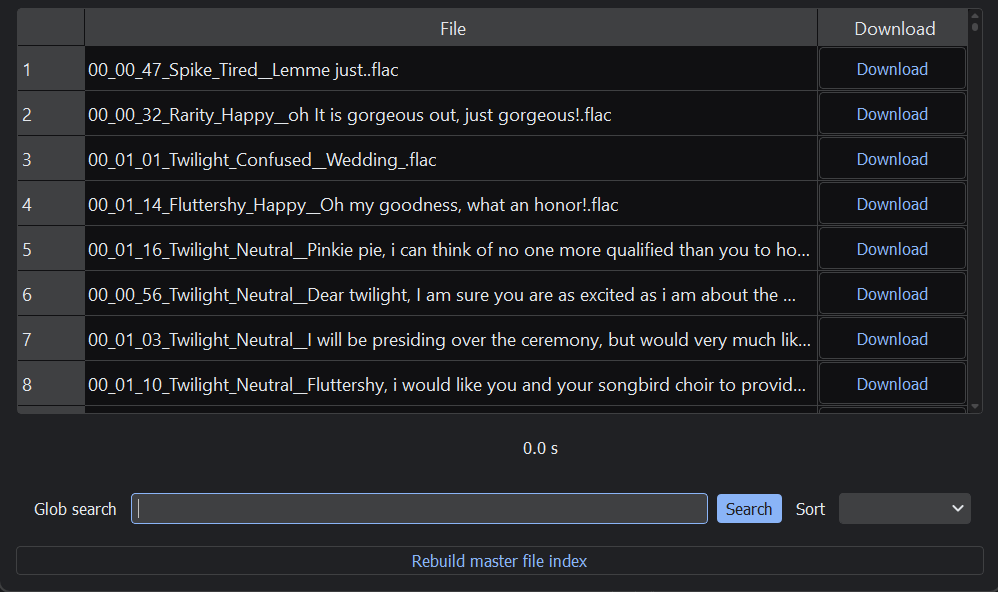 File Download
1 00_00_47_Spike_Tired__Lemme just..flac Download
2 00_00_32_Rarity_Happy__oh It is gorgeous out, just gorgeous!.flac Download
3 00_01_01_Twilight_Confused__Wedding_.flac Download
4 00_01_14_Fluttershy_Happy__Oh my goodness, what an honor!.flac Download
5 00_01_16_Twilight_Neutral__Pinkie pie, i can think of no one more qualified than you to ho... Download
6 00_00_56_Twilight_Neutral__Dear twilight, I am sure you are as excited as i am about the ... Download
7 00_01_03_Twilight_Neutral__I will be presiding over the ceremony, but would very much lik... Download
8 00_01_10_Twilight_Neutral__Fluttershy, i would like you and your songbird choir to provid... Download
0.0 s
Glob search Search Sort
Rebuild master file index